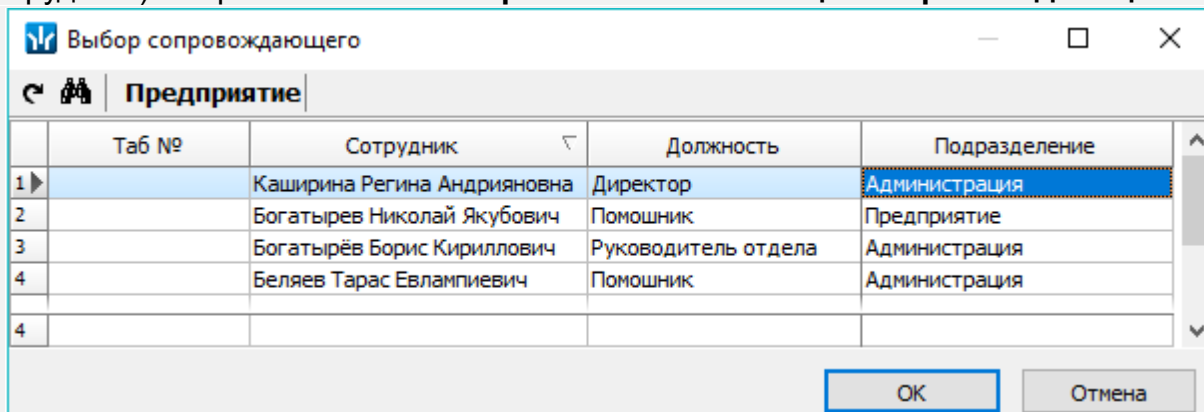 Выбор сопровождающего
Предприятие
Таб № Сотрудник Должность Подразделение
1 Каширина Регина Андрияновна Директор Администрация
2 Богатырев Николай Якубович Помошник Предприятие
3 Богатырёв Борис Кириллович Руководитель отдела Администрация
4 Беляев Тарас Евлампиевич Помошник Администрация
4
ОК Отмена